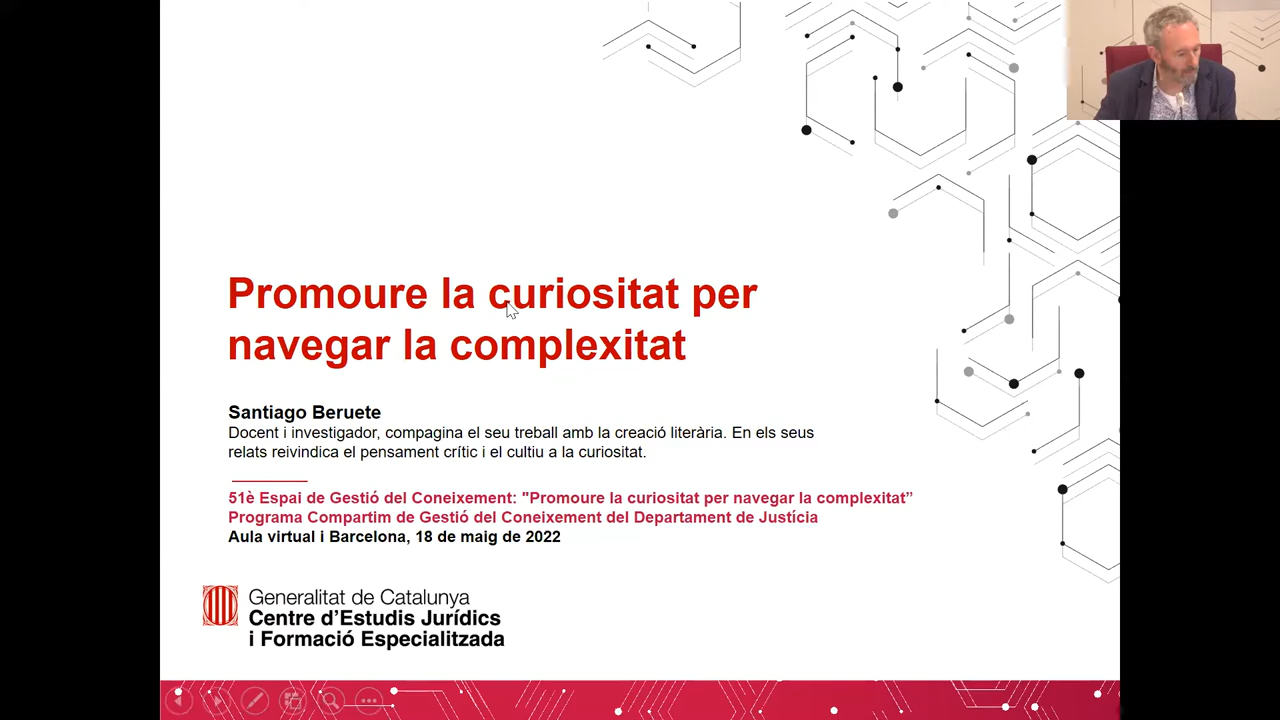 Promoure la curiositat per
navegar la complexitat
Santiago Beruete
Docent i investigador, compagina el seu treball amb la creació literària. En els seus
relats reivindica el pensament crític i el cultiu a la curiositat.
51è Espai de Gestió del Coneixement: "Promoure la curiositat per navegar la complexitat”
Programa Compartim de Gestió del Coneixement del Departament de Justícia
Aula virtual i Barcelona, 18 de maig de 2022
Generalitat de Catalunya
Centre d’Estudis Jurídics
i Formació Especialitzada